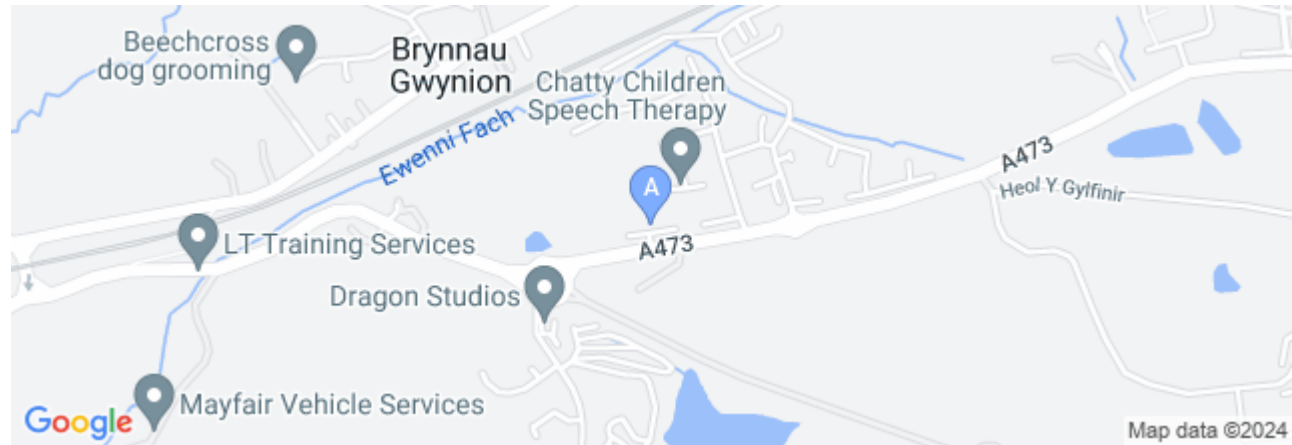 Beechcross
dog grooming
Brynnau
Gwynion
Chatty Children
Speech Therapy
Ewenni Fach
A473
Heol Y Gylfinir
A
A473
LT Training Services
Dragon Studios
Mayfair Vehicle Services
Google
Map data ©2024